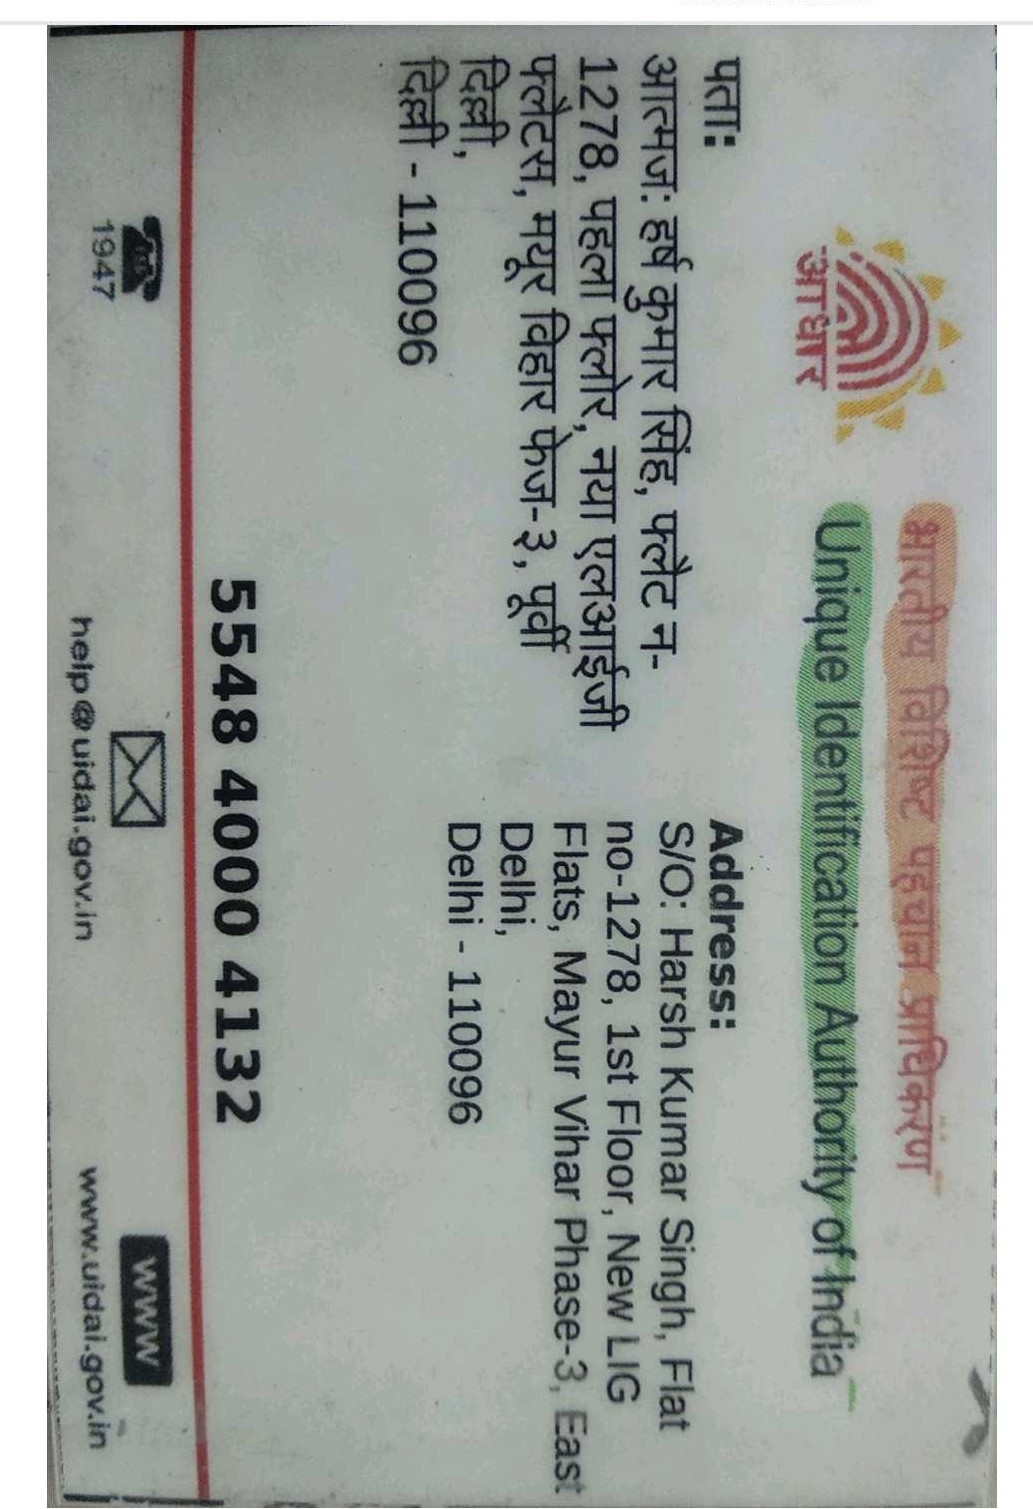 भारतीय विशिष्ट पहचान प्राधिकरण
Unique Identification Authority of India
आधार
पता:
आत्मज: हर्ष कुमार सिंह, फ्लैट न-
1278, पहला फ्लोर, नया एलआईजी
फ्लैटस, मयूर विहार फेज-३, पूर्वी
दिल्ली,
दिल्ली - 110096
Address:
S/O: Harsh Kumar Singh, Flat
no-1278, 1st Floor, New LIG
Flats, Mayur Vihar Phase-3, East
Delhi,
Delhi - 110096
5548 4000 4132
1947
help@uidai.gov.in
www
www.uidai.gov.in